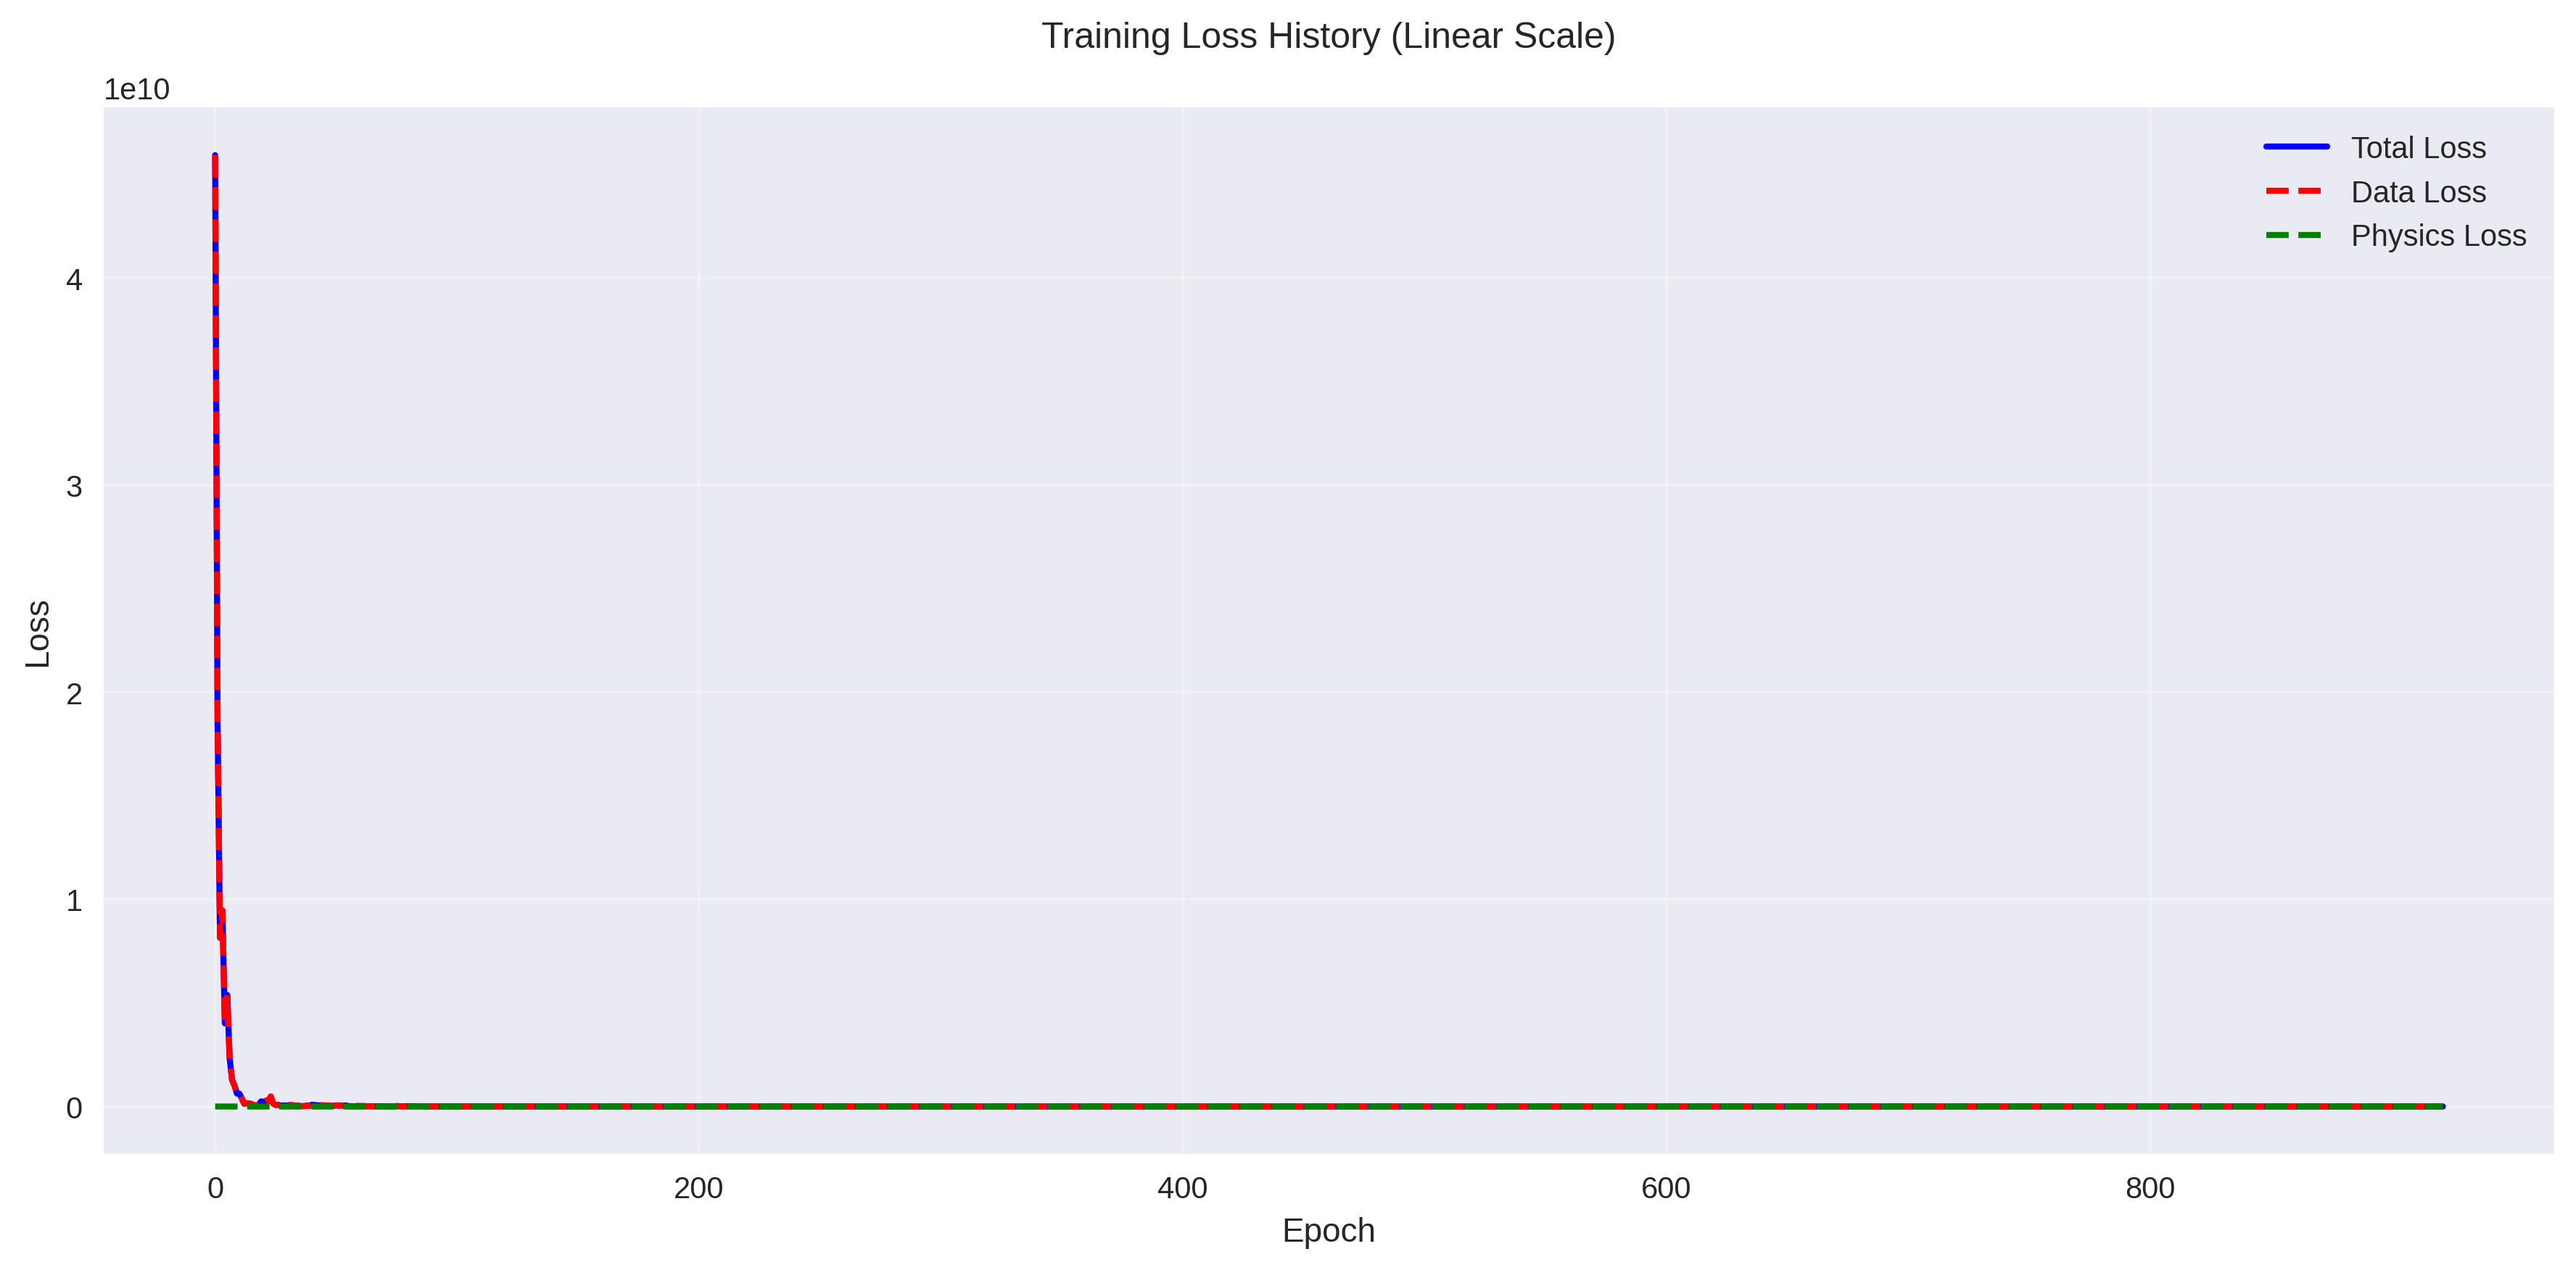 Training Loss History (Linear Scale)
1e10
Total Loss
Data Loss
Physics Loss
4
3
2
1
0
Loss
0 200 400 600 800
Epoch